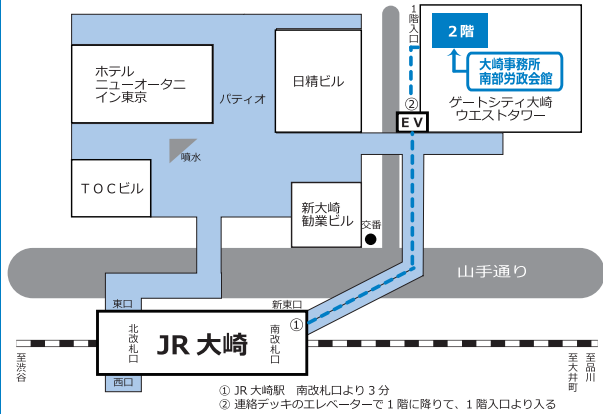 1階入口
2階
大崎事務所
南部労政会館
②
EV
ゲートシティ大崎
ウエストタワー
ホテル
ニューオータニ
イン東京
パティオ
日精ビル
噴水
TOCビル
新大崎
勧業ビル
交番
山手通り
東口
新東口
①
北改札口
JR大崎
南改札口
西口
至渋谷
至大井町
至品川
① JR大崎駅　南改札口より3分
② 連絡デッキのエレベーターで1階に降りて、1階入口より入る